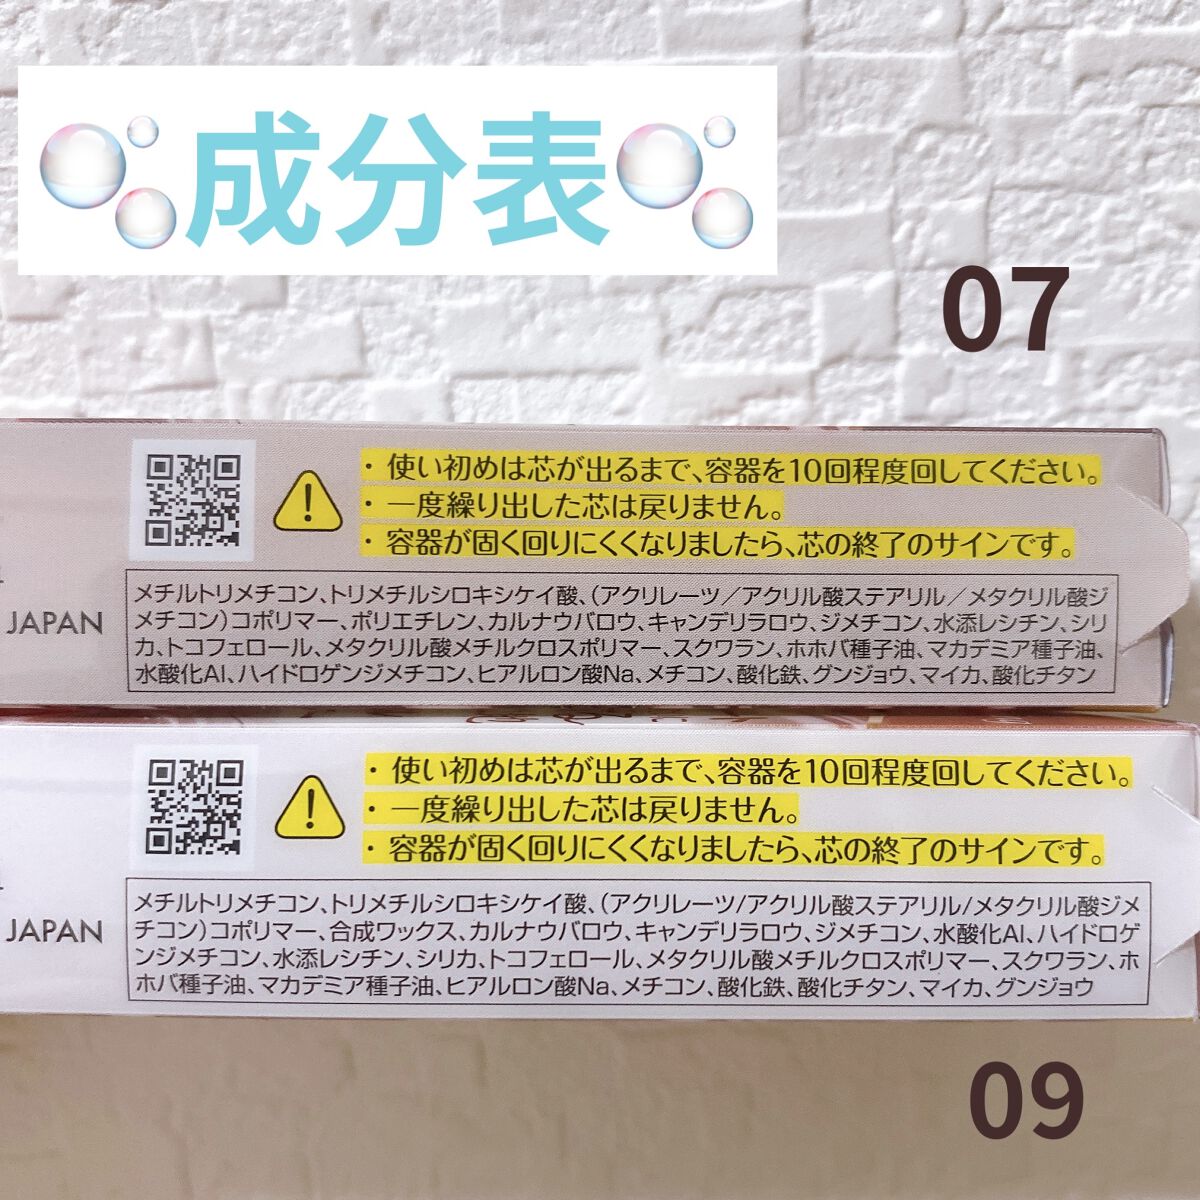 成分表
07
・使い初めは芯が出るまで、容器を10回程度回してください。
・一度繰り出した芯は戻りません。
・容器が固く回りにくくなりましたら、芯の終了のサインです。
JAPAN
メチルトリメチコン、トリメチルシロキシケイ酸、(アクリレーツ／アクリル酸ステアリル／メタクリル酸ジ
メチコン)コポリマー、ポリエチレン、カルナウバロウ、キャンデリラロウ、ジメチコン、水添レシチン、シリ
カ、トコフェロール、メタクリル酸メチルクロスポリマー、スクワラン、ホホバ種子油、マカデミア種子油、
水酸化Al、ハイドロゲンジメチコン、ヒアルロン酸Na、メチコン、酸化鉄、グンジョウ、マイカ、酸化チタン
・使い初めは芯が出るまで、容器を10回程度回してください。
・一度繰り出した芯は戻りません。
・容器が固く回りにくくなりましたら、芯の終了のサインです。
JAPAN
メチルトリメチコン、トリメチルシロキシケイ酸、(アクリレーツ/アクリル酸ステアリル/メタクリル酸ジメ
チコン)コポリマー、合成ワックス、カルナウバロウ、キャンデリラロウ、ジメチコン、水酸化Al、ハイドロゲ
ンジメチコン、水添レシチン、シリカ、トコフェロール、メタクリル酸メチルクロスポリマー、スクワラン、ホ
ホバ種子油、マカデミア種子油、ヒアルロン酸Na、メチコン、酸化鉄、酸化チタン、マイカ、グンジョウ
09